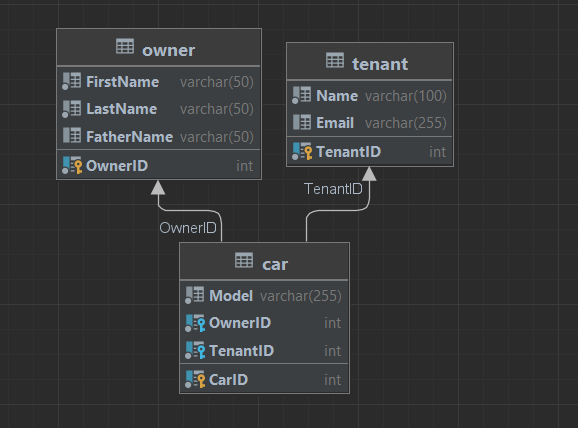 owner
FirstName varchar(50)
LastName varchar(50)
FatherName varchar(50)
OwnerID int
tenant
Name varchar(100)
Email varchar(255)
TenantID int
TenantID
OwnerID
car
Model varchar(255)
OwnerID int
TenantID int
CarID int